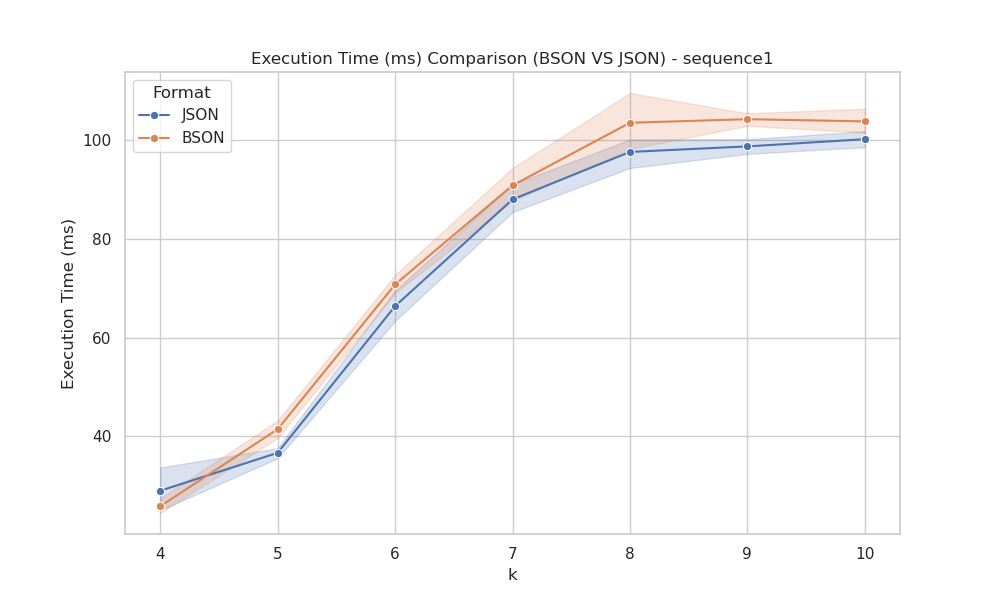 Execution Time (ms) Comparison (BSON VS JSON) - sequence1
Format
JSON
BSON
Execution Time (ms)
100
80
60
40
4 5 6 7 8 9 10
k